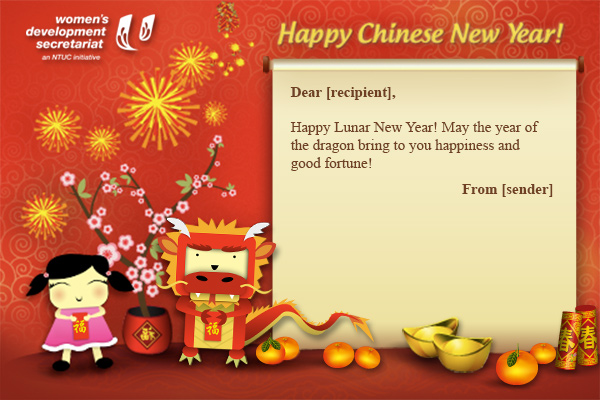 women's
development
secretariat
an NTUC initiative
Happy Chinese New Year!
Dear [recipient],
Happy Lunar New Year! May the year of
the dragon bring to you happiness and
good fortune!
From [sender]
福
福
春